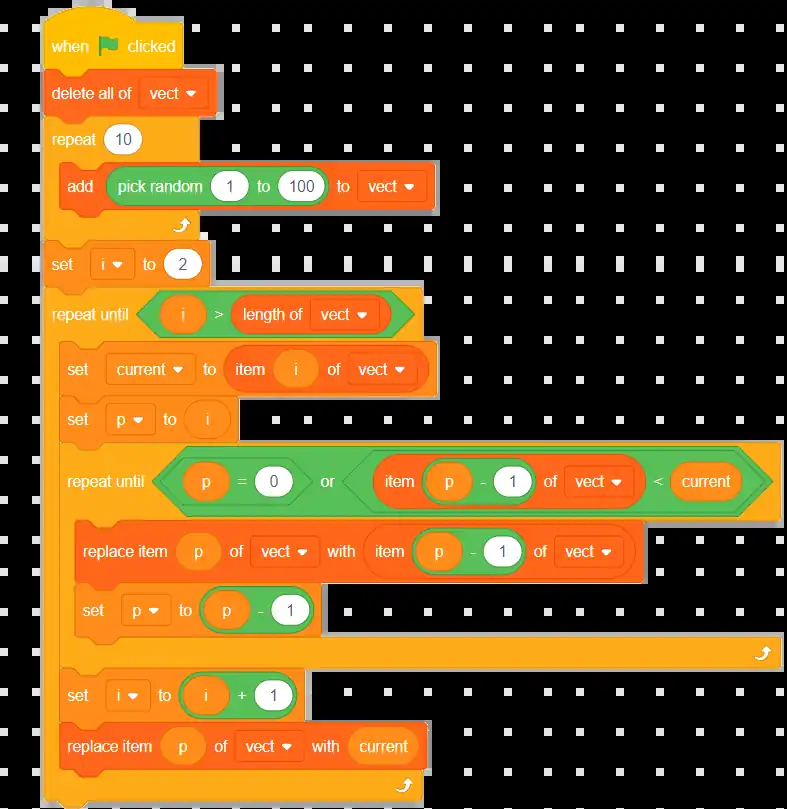 when clicked
delete all of vect
repeat 10
add pick random 1 to 100 to vect
set i to 2
repeat until i > length of vect
set current to item i of vect
set p to i
repeat until p = 0 or item p - 1 of vect < current
replace item p of vect with item p - 1 of vect
set p to p - 1
set i to i + 1
replace item p of vect with current